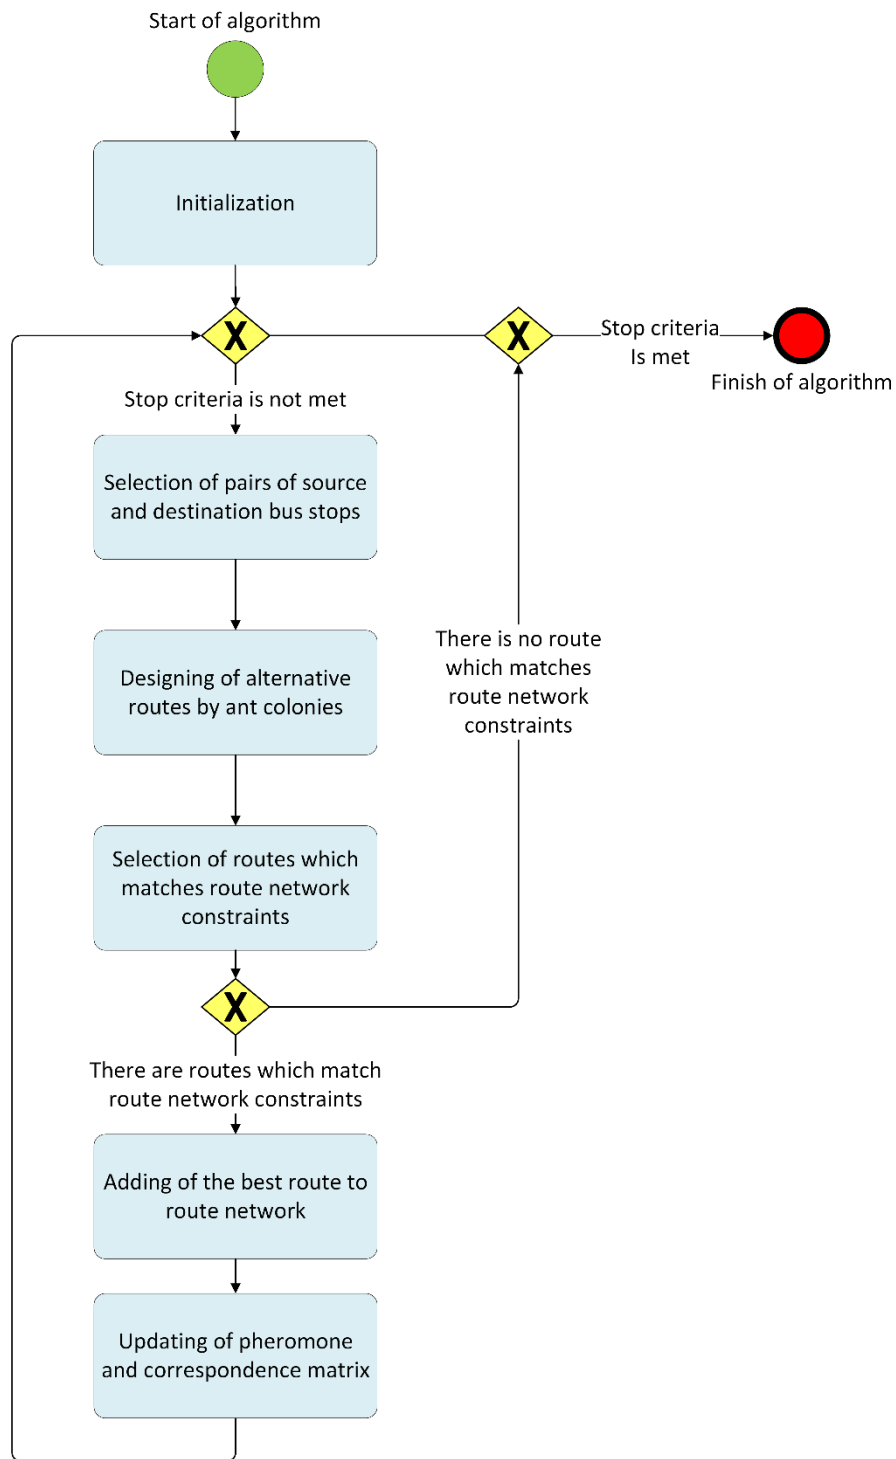 Start of algorithm
Initialization
X
X
Stop criteria
Is met
Finish of algorithm
Stop criteria is not met
Selection of pairs of source
and destination bus stops
There is no route
which matches
route network
constraints
Designing of alternative
routes by ant colonies
Selection of routes which
matches route network
constraints
X
There are routes which match
route network constraints
Adding of the best route to
route network
Updating of pheromone
and correspondence matrix